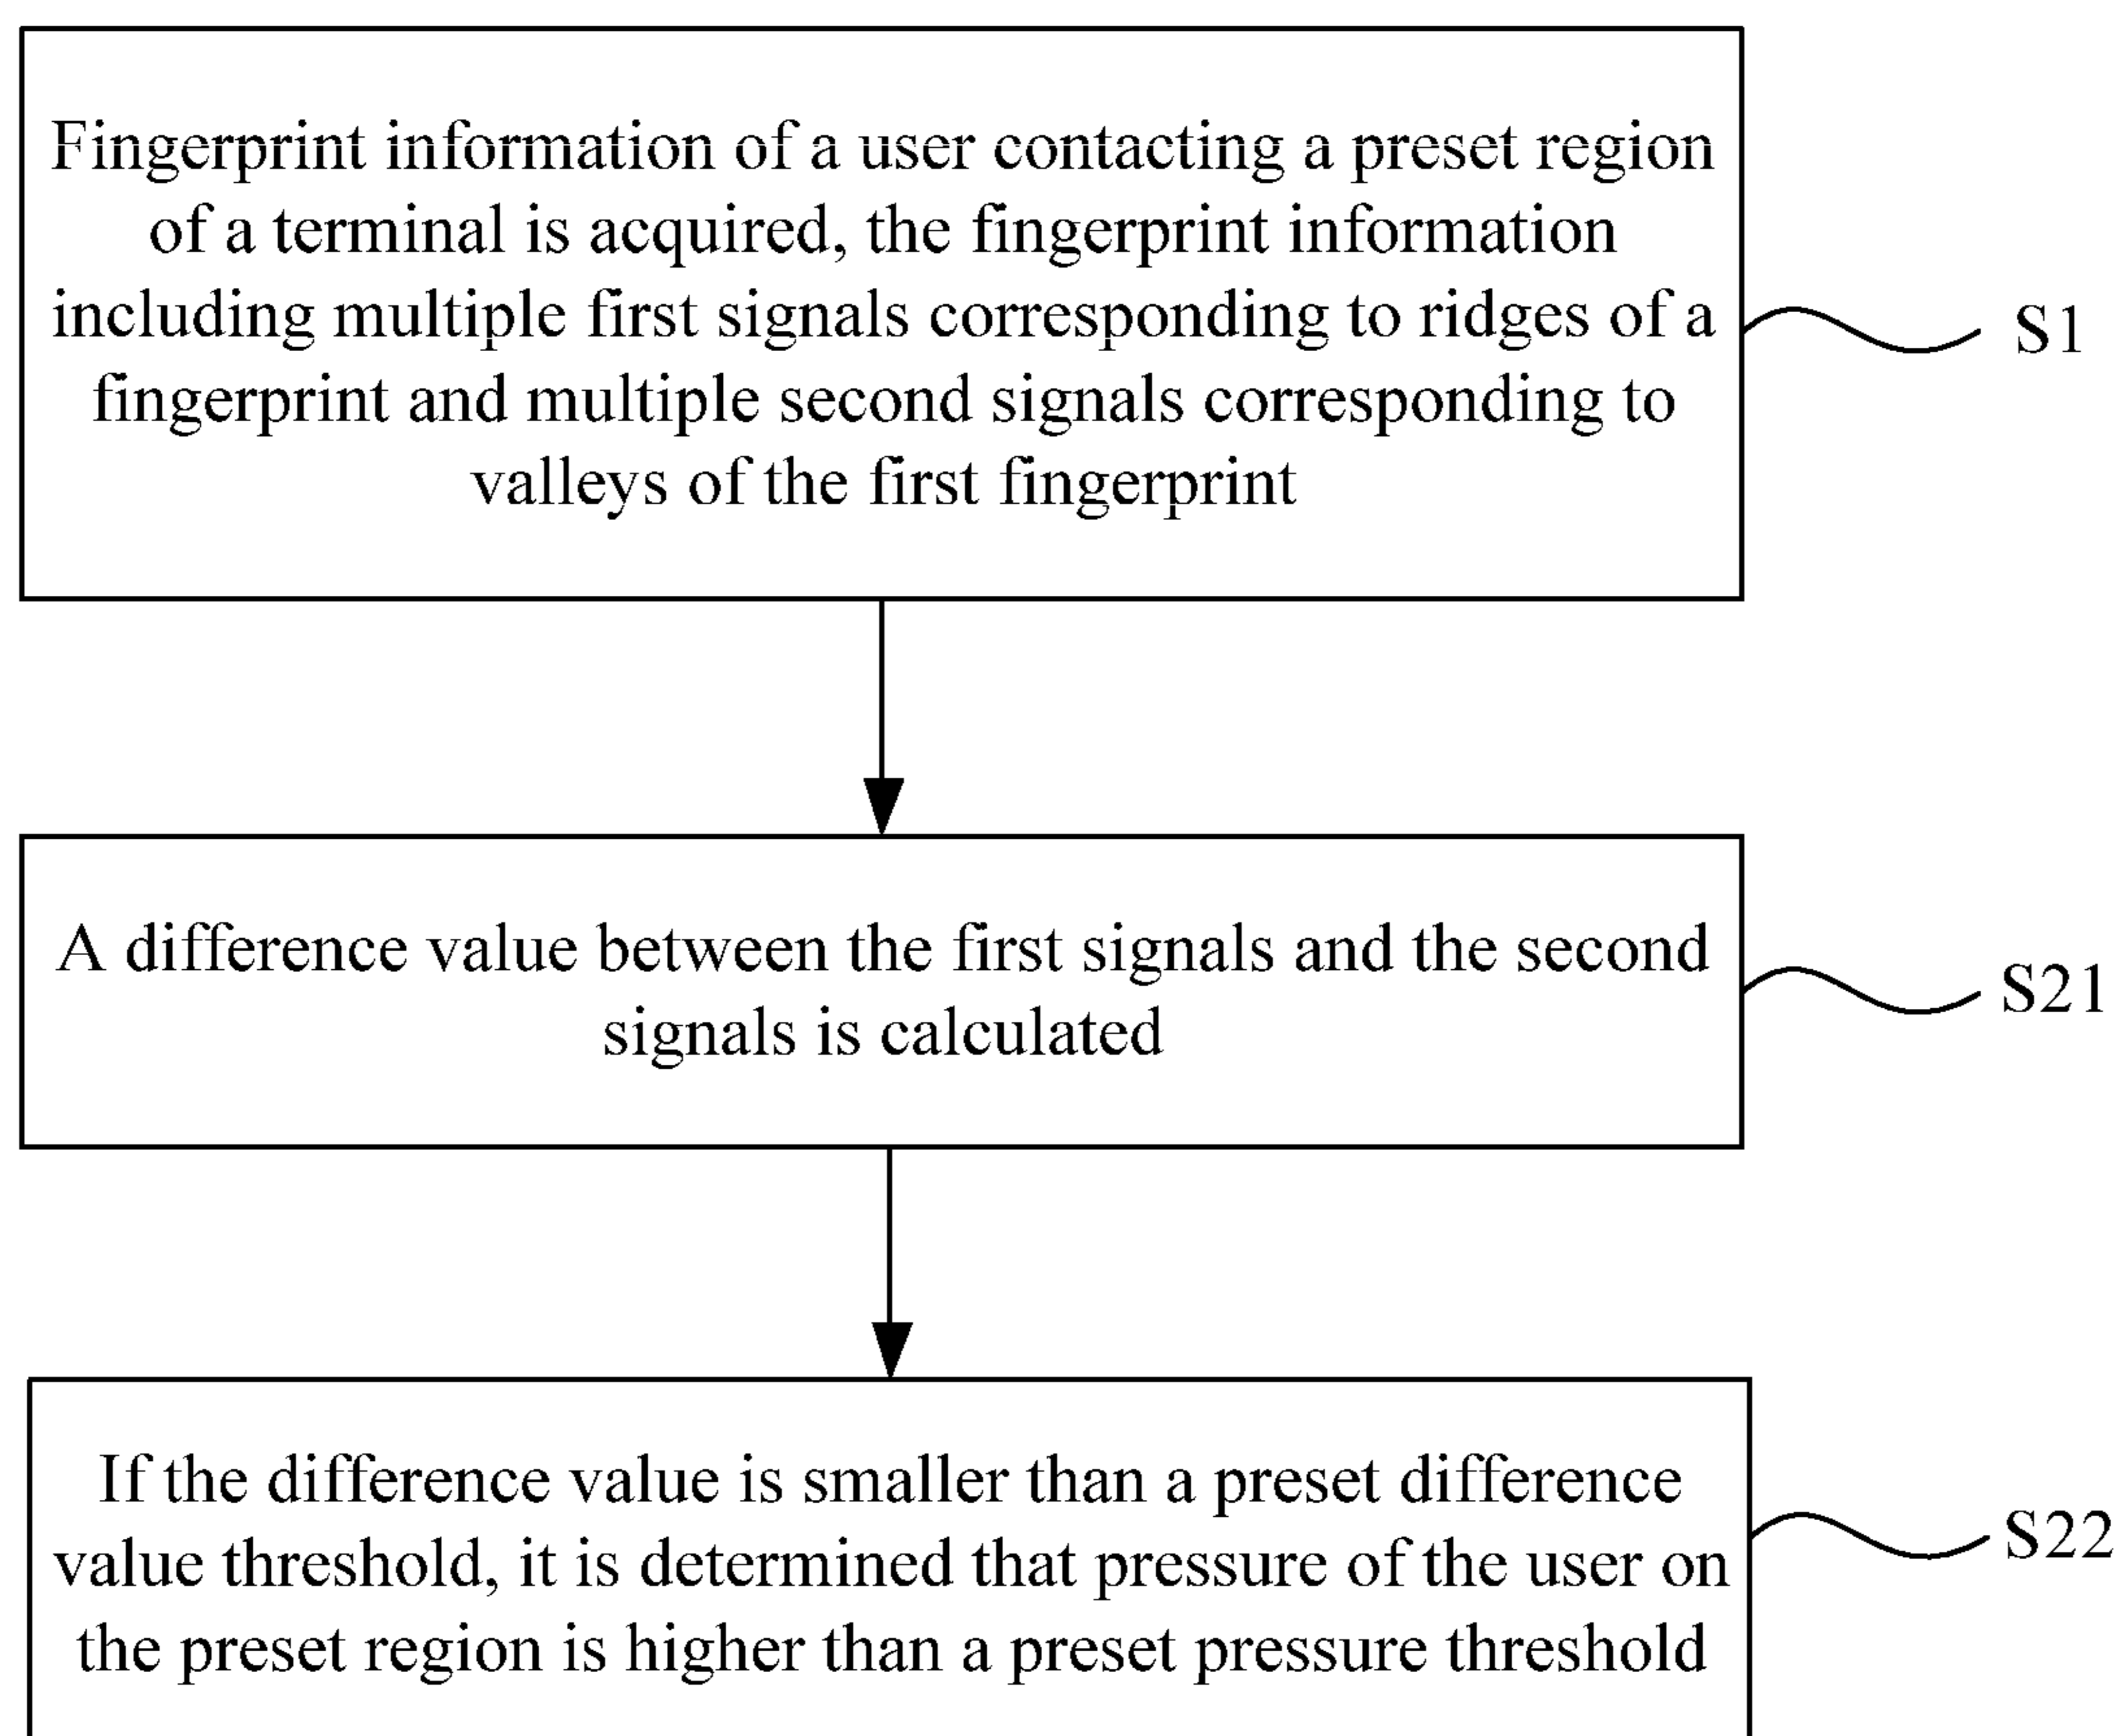 Fingerprint information of a user contacting a preset region
of a terminal is acquired, the fingerprint information
including multiple first signals corresponding to ridges of a
fingerprint and multiple second signals corresponding to
valleys of the first fingerprint
S1
A difference value between the first signals and the second
signals is calculated
S21
If the difference value is smaller than a preset difference
value threshold, it is determined that pressure of the user on
the preset region is higher than a preset pressure threshold
S22